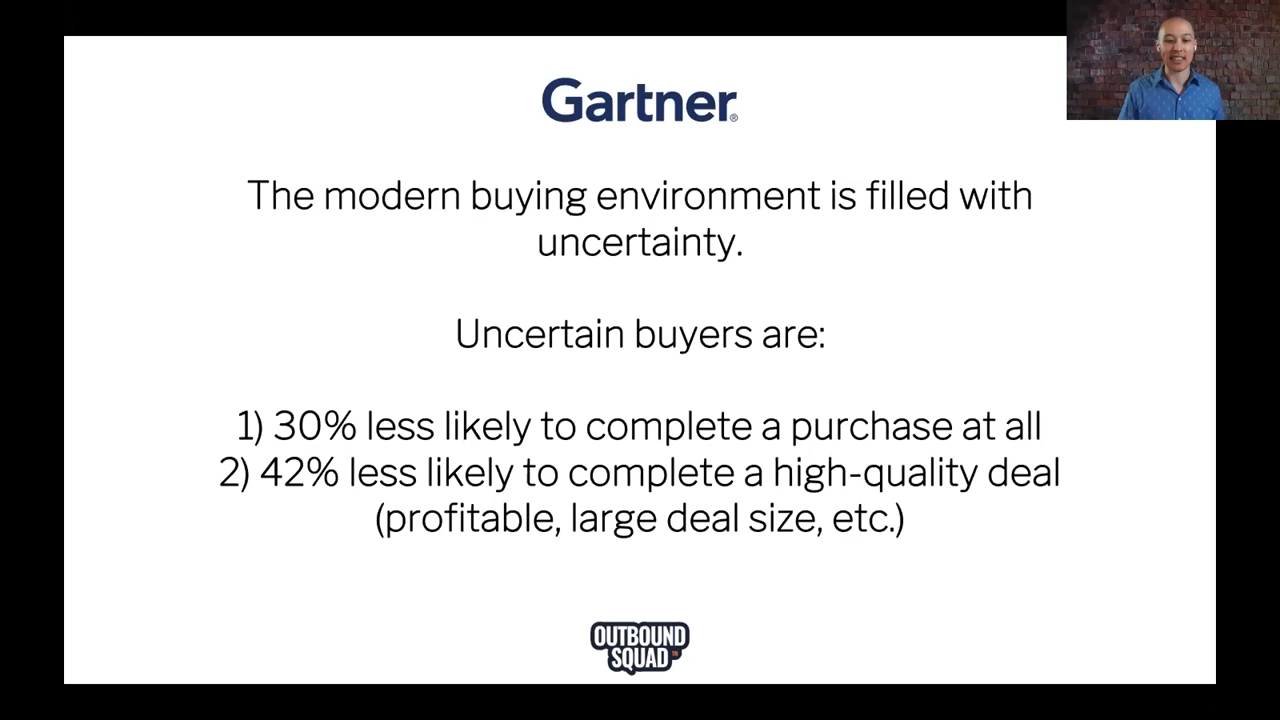 Gartner®
The modern buying environment is filled with
uncertainty.
Uncertain buyers are:
1) 30% less likely to complete a purchase at all
2) 42% less likely to complete a high-quality deal
(profitable, large deal size, etc.)
OUTBOUND
SQUAD™